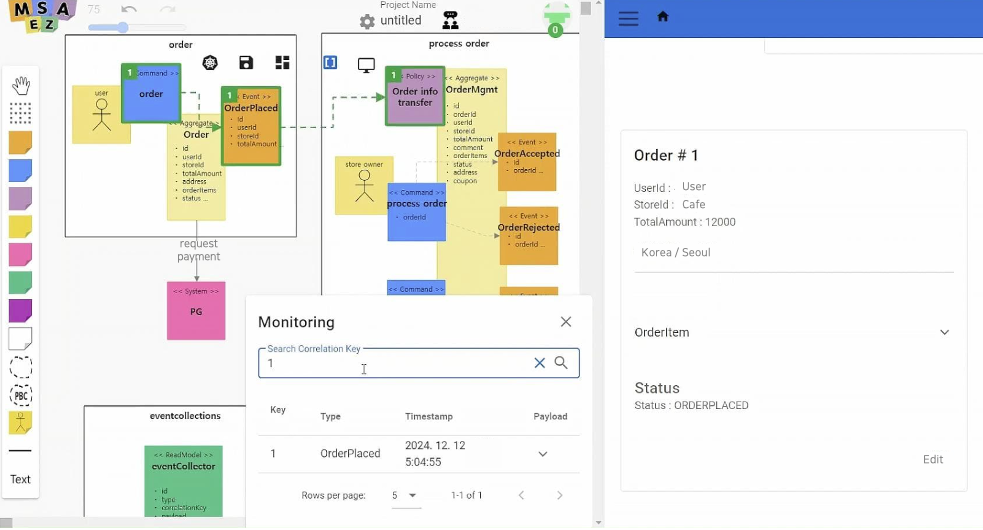 MSA
EZ
75
Project Name
untitled
0
order
user
1
Command >>
order
1
Event >>
OrderPlaced
id
userId
storeId
totalAmount
Aggregate >>
Order
id
userId
storeId
totalAmount
address
orderItems
status ...
request
payment
<< System >>
PG
process order
1
Policy >>
Order info
transfer
< Aggregate >>
OrderMgmt
id
orderId
userId
storeId
totalAmount
comment
orderItems
status
address
coupon
store owner
<< Command >>
process order
orderId
<< Event >>
OrderAccepted
id
orderId ...
<< Event >>
OrderRejected
id
orderId ...
<< Command >>
PBC
Text
eventcollections
<< ReadModel >>
eventCollector
id
type
correlationKey
Monitoring
Search Correlation Key
1
Key Type Timestamp Payload
1 OrderPlaced 2024. 12. 12
5:04:55
Rows per page: 5 1-1 of 1
Order # 1
UserId : User
StoreId : Cafe
TotalAmount : 12000
Korea / Seoul
OrderItem
Status
Status : ORDERPLACED
Edit